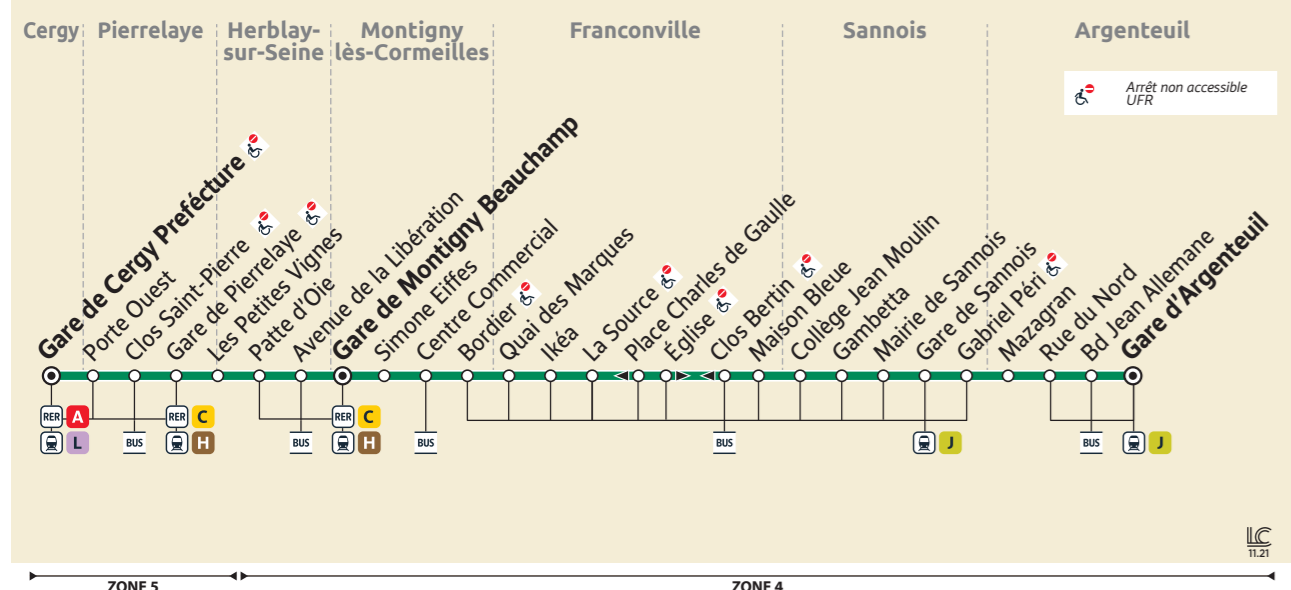 Cergy
Pierrelaye
Herblay-
sur-Seine
Montigny
lès-Cormeilles
Franconville
Sannois
Argenteuil
Arrêt non accessible
UFR
Gare de Cergy Preféçture
Porte Ouest
Clos Saint-Pierre
Gare de Pierrelaye
Les Petites Vignes
Patte d'Oie
Avenue de la Libération
Gare de Montigny Beauchamp
Simone Eiffes
Centre Commercial
Bordier
Quai des Marques
Ikéa
La Source
Place Charles de Gaulle
Église
Clos Bertin
Maison Bleue
Collège Jean Moulin
Gambetta
Mairie de Sannois
Gare de Sannois
Gabriel Péri
Mazagran
Rue du Nord
Bd Jean Allemane
Gare d'Argenteuil
RER A
RER C
RER C
L
BUS
H
BUS
H
BUS
BUS
J
BUS
J
LC
11.21
ZONE 5
ZONE 4